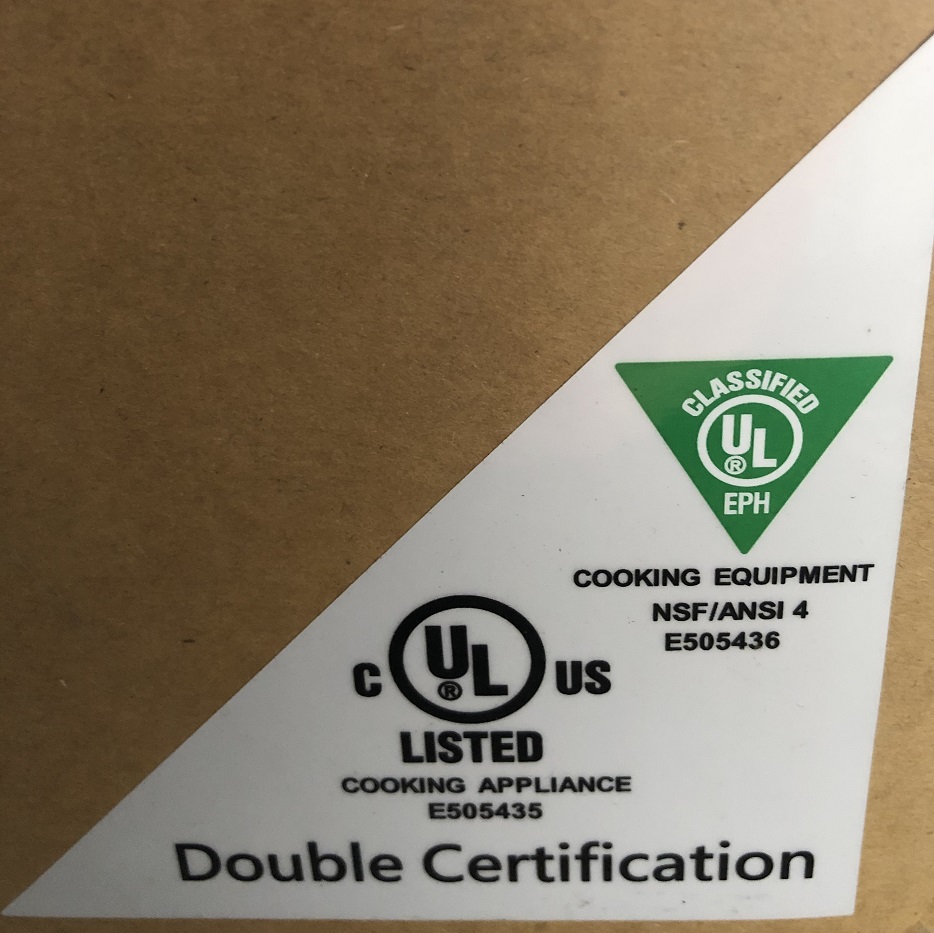 CLASSIFIED
UL
®
EPH
COOKING EQUIPMENT
NSF/ANSI 4
E505436
C UL US
®
LISTED
COOKING APPLIANCE
E505435
Double Certification